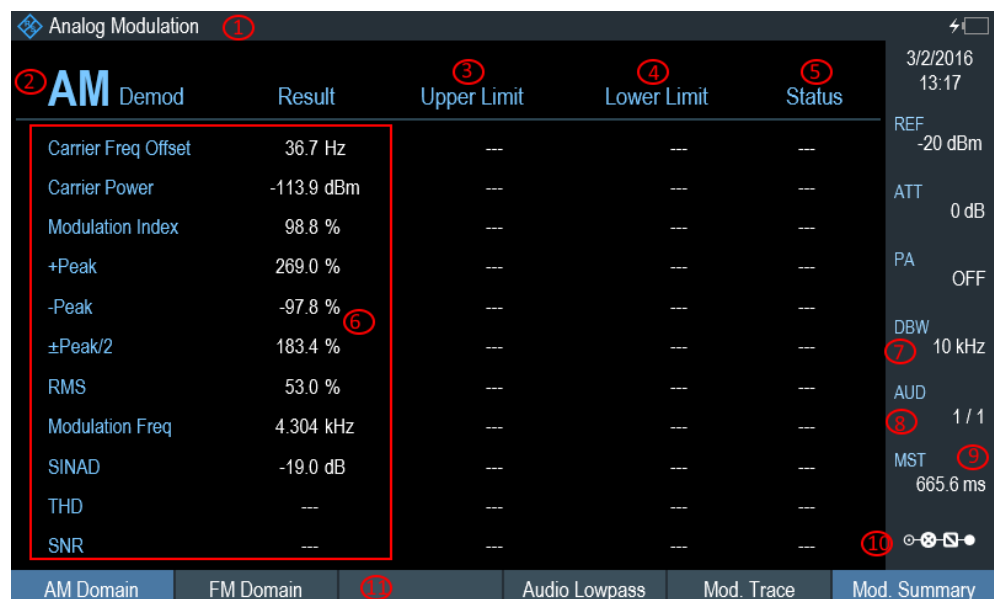 Analog Modulation 1
3/2/2016
13:17
2 AM Demod Result 3 Upper Limit 4 Lower Limit 5 Status
REF
-20 dBm
Carrier Freq Offset 36.7 Hz --- --- ---
Carrier Power -113.9 dBm --- --- ---
ATT
0 dB
Modulation Index 98.8 % --- --- ---
+Peak 269.0 % --- --- ---
PA
OFF
-Peak -97.8 % --- --- ---
6
±Peak/2 183.4 % --- --- ---
DBW
7 10 kHz
RMS 53.0 % --- --- ---
AUD
8 1 / 1
Modulation Freq 4.304 kHz --- --- ---
SINAD -19.0 dB --- --- ---
MST 9
665.6 ms
THD --- --- --- ---
SNR --- --- --- ---
10
AM Domain FM Domain 11 Audio Lowpass Mod. Trace Mod. Summary